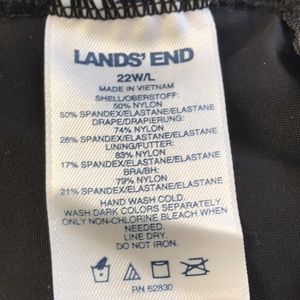 LANDS' END
22W/L
MADE IN VIETNAM
SHELL/OBERSTOFF:
50% NYLON
50% SPANDEX/ELASTANE/ELASTANE
DRAPE/DRAPIERUNG:
74% NYLON
26% SPANDEX/ELASTANE/ELASTANE
LINING/FUTTER:
83% NYLON
17% SPANDEX/ELASTANE/ELASTANE
BRA/BH:
79% NYLON
21% SPANDEX/ELASTANE/ELASTANE
HAND WASH COLD.
WASH DARK COLORS SEPARATELY
ONLY NON-CHLORINE BLEACH WHEN
NEEDED.
LINE DRY.
DO NOT IRON.
RN 62830